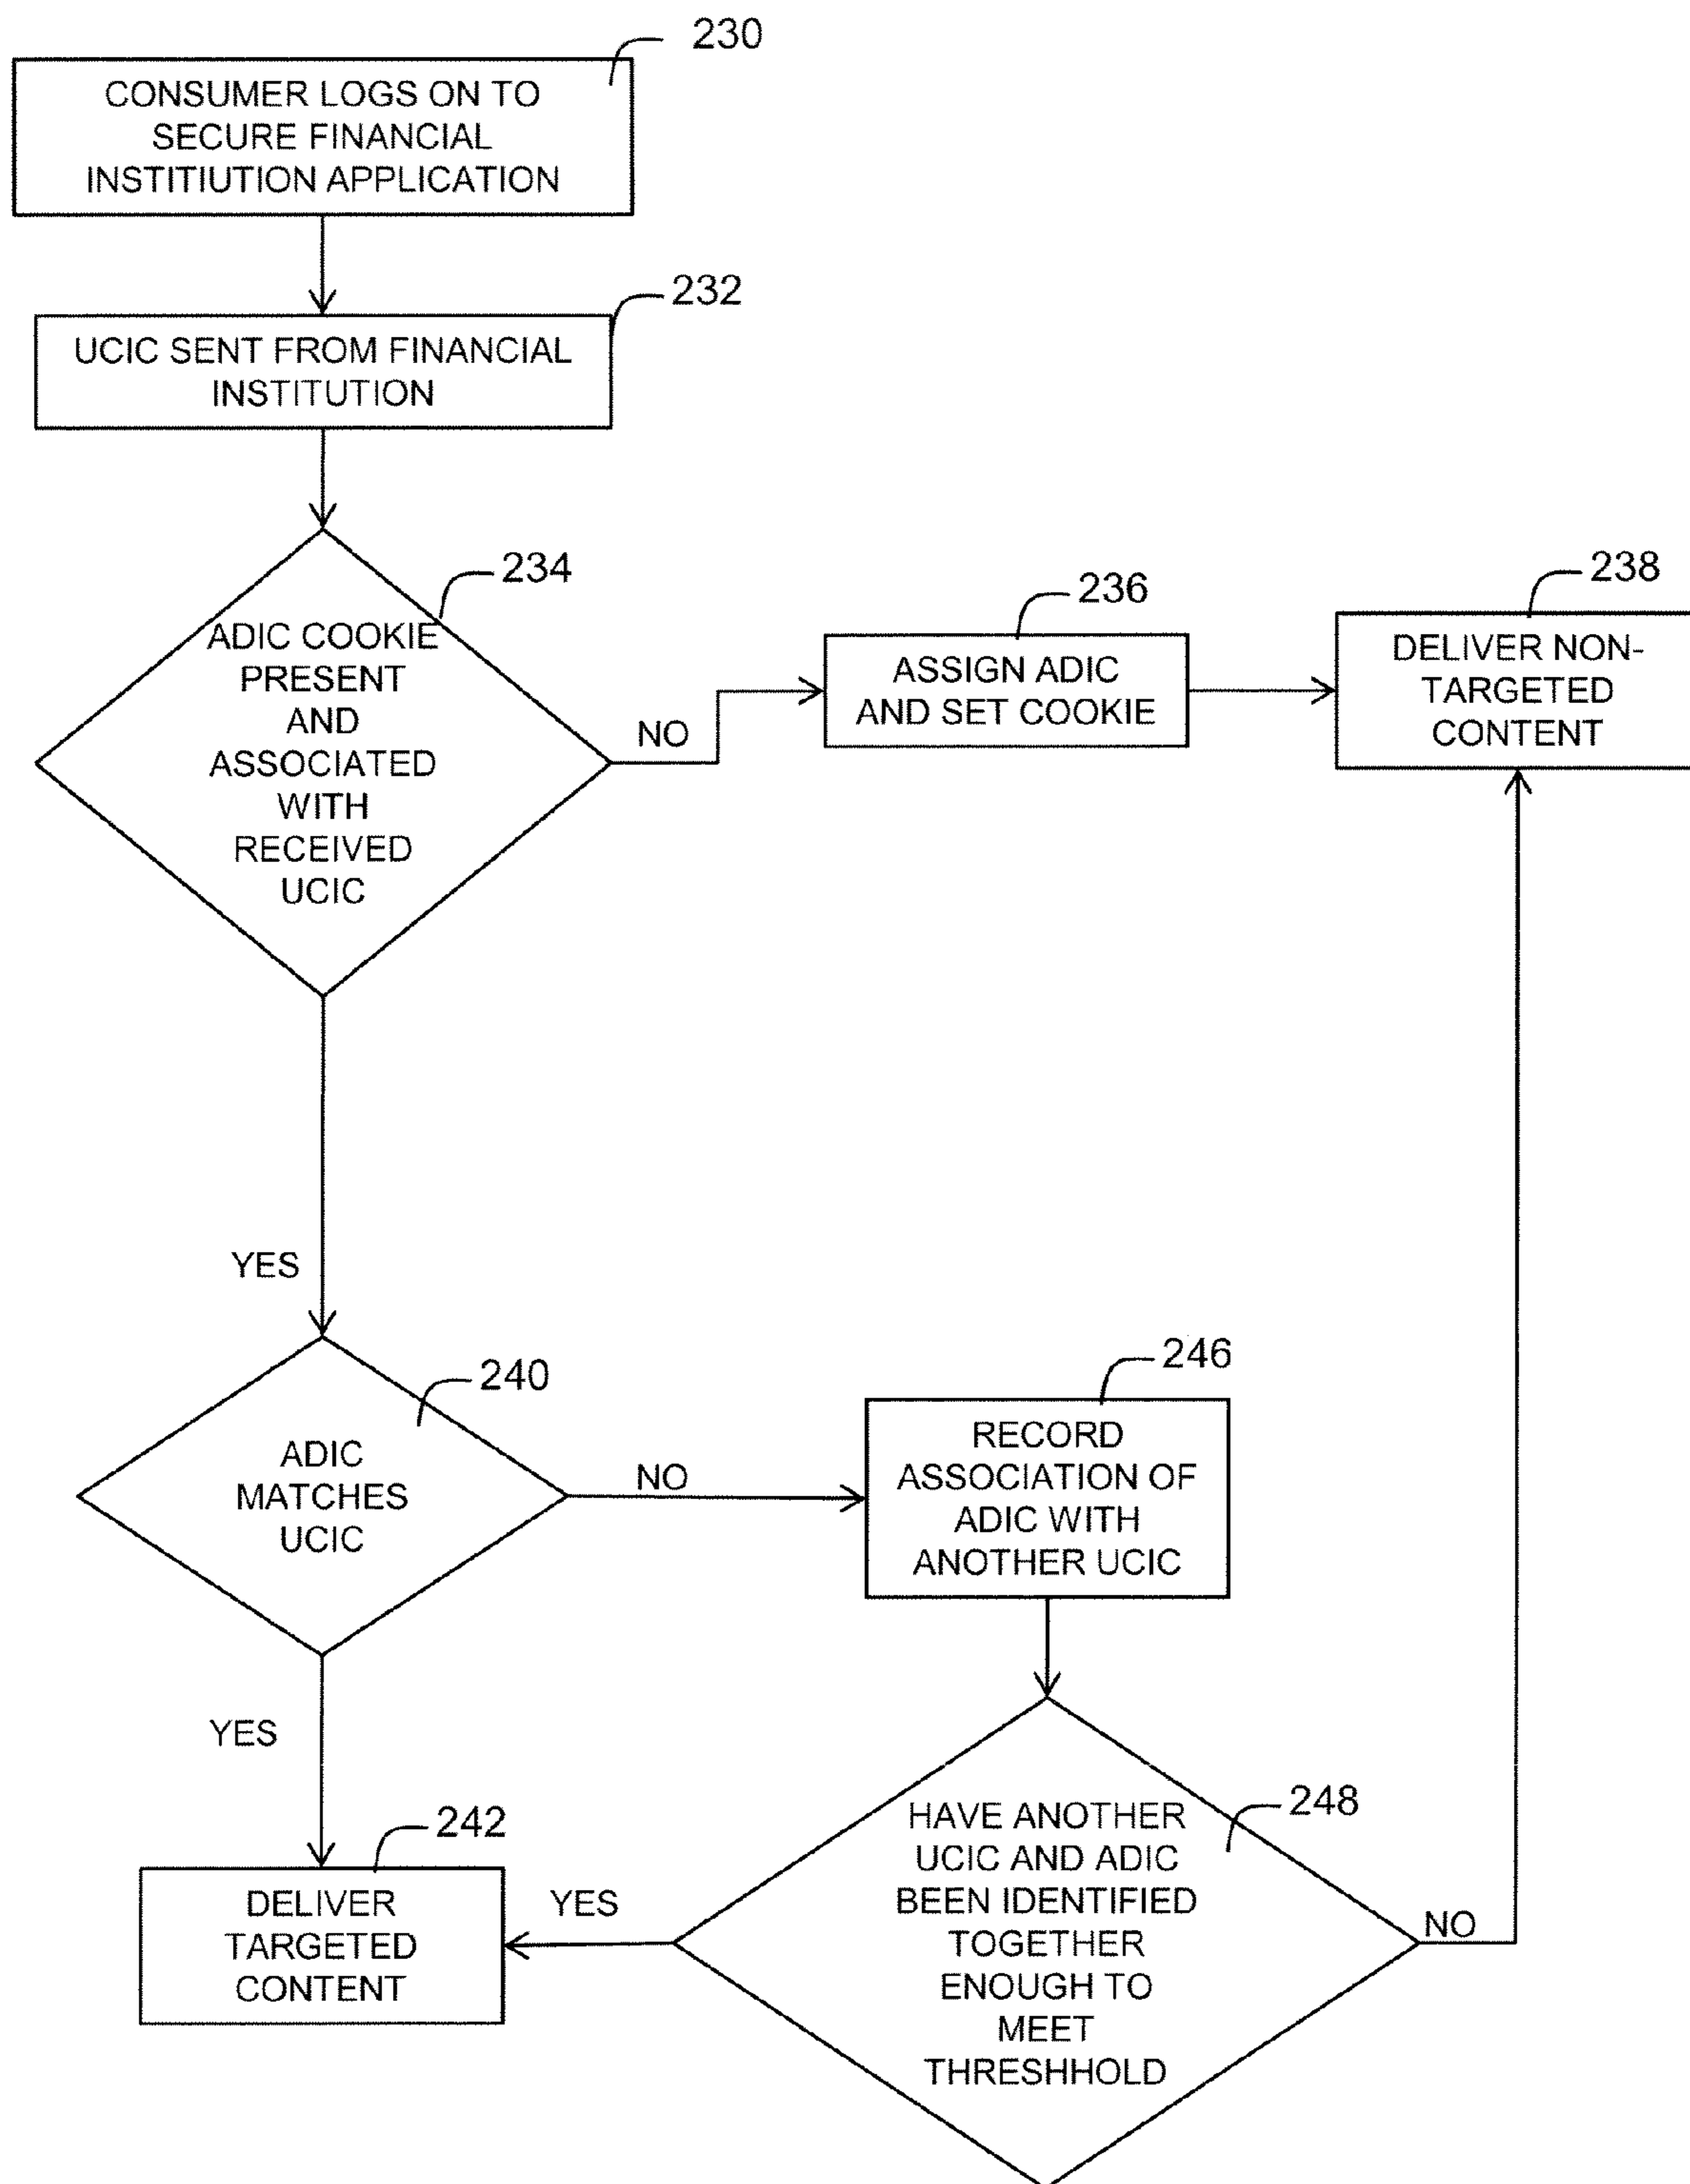 230
CONSUMER LOGS ON TO
SECURE FINANCIAL
INSTITIUTION APPLICATION
232
UCIC SENT FROM FINANCIAL
INSTITUTION
234
ADIC COOKIE
PRESENT
AND
ASSOCIATED
WITH
RECEIVED
UCIC
NO
236
ASSIGN ADIC
AND SET COOKIE
238
DELIVER NON-
TARGETED
CONTENT
YES
240
ADIC
MATCHES
UCIC
NO
246
RECORD
ASSOCIATION OF
ADIC WITH
ANOTHER UCIC
YES
242
DELIVER
TARGETED
CONTENT
YES
248
HAVE ANOTHER
UCIC AND ADIC
BEEN IDENTIFIED
TOGETHER
ENOUGH TO
MEET
THRESHHOLD
NO